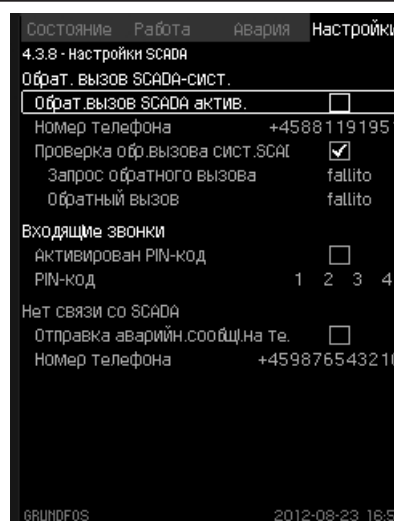 Состояние Работа Авария Настройки
4.3.8 - Настройки SCADA
Обрат. вызов SCADA-сист.
Обрат.вызов SCADA актив.
Номер телефона +4588119195
Проверка обр.вызова сист.SCAD
Запрос обратного вызова fallito
Обратный вызов fallito
Входящие звонки
Активирован PIN-код
PIN-код 1 2 3 4
Нет связи со SCADA
Отправка аварийн.сообщ.на те.
Номер телефона +459876543210
GRUNDFOS 2012-08-23 16:5